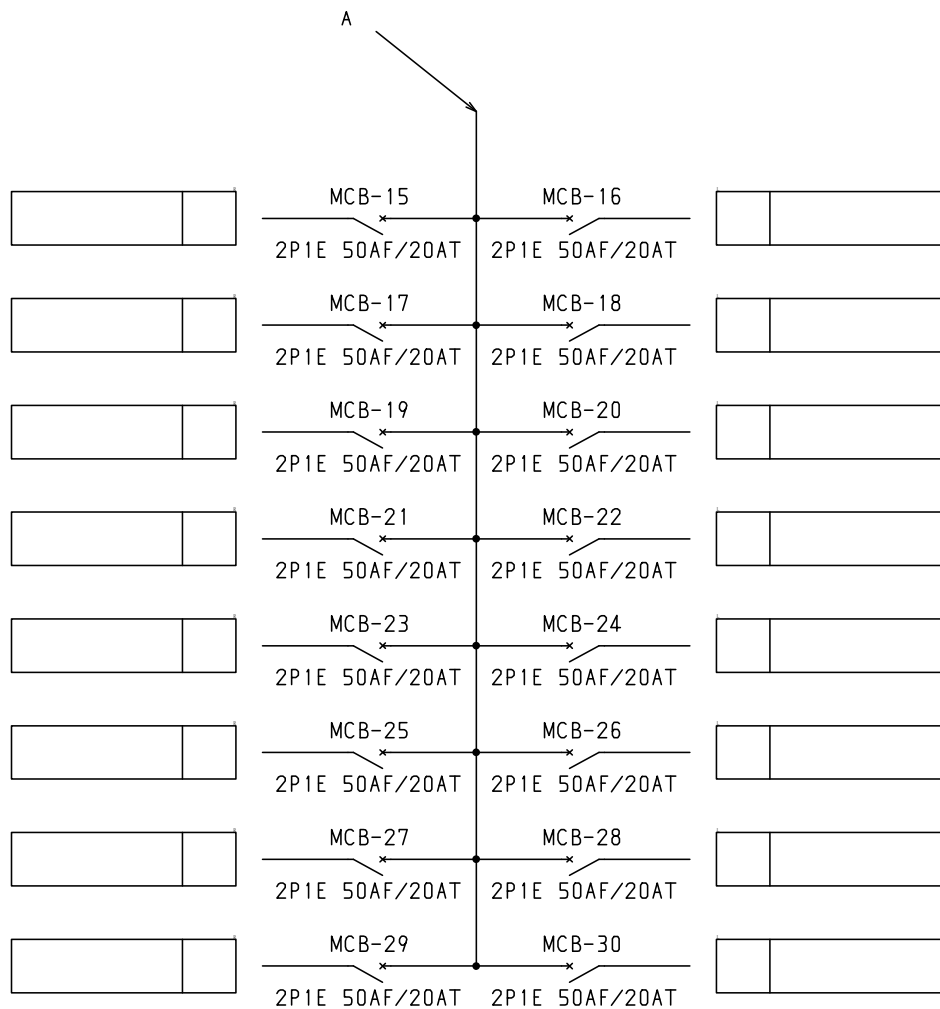 A
MCB-15 MCB-16
2P1E 50AF/20AT 2P1E 50AF/20AT
MCB-17 MCB-18
2P1E 50AF/20AT 2P1E 50AF/20AT
MCB-19 MCB-20
2P1E 50AF/20AT 2P1E 50AF/20AT
MCB-21 MCB-22
2P1E 50AF/20AT 2P1E 50AF/20AT
MCB-23 MCB-24
2P1E 50AF/20AT 2P1E 50AF/20AT
MCB-25 MCB-26
2P1E 50AF/20AT 2P1E 50AF/20AT
MCB-27 MCB-28
2P1E 50AF/20AT 2P1E 50AF/20AT
MCB-29 MCB-30
2P1E 50AF/20AT 2P1E 50AF/20AT